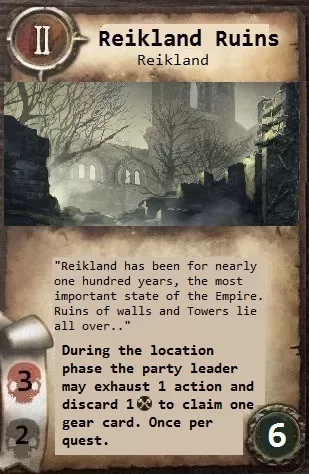 II
Reikland Ruins
Reikland
"Reikland has been for nearly
one hundred years, the most
important state of the Empire.
Ruins of walls and Towers lie
all over.."
During the location
phase the party leader
may exhaust 1 action and
discard 1 to claim one
gear card. Once per
quest.
3
2
6